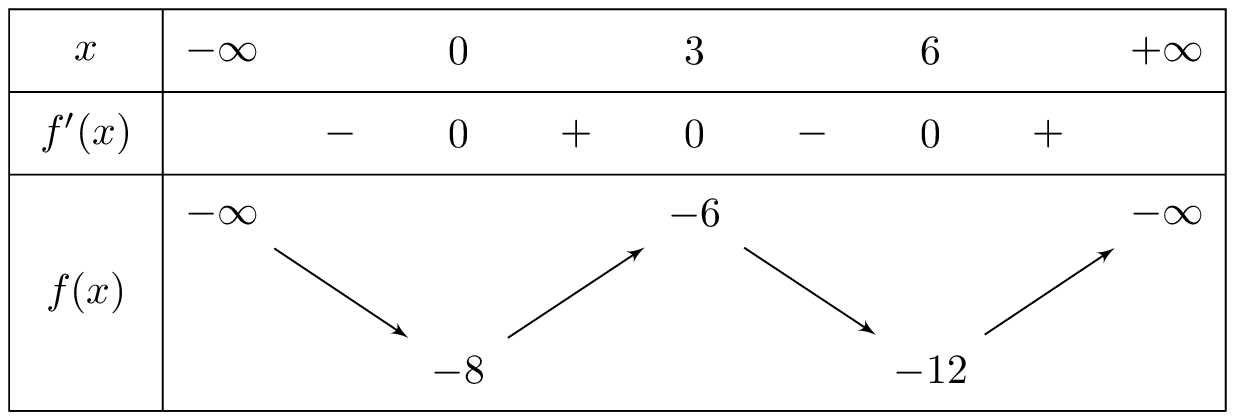 x −∞ 0 3 6 +∞
f′(x) − 0 + 0 − 0 +
−∞ −6 −∞
f(x)
−8 −12